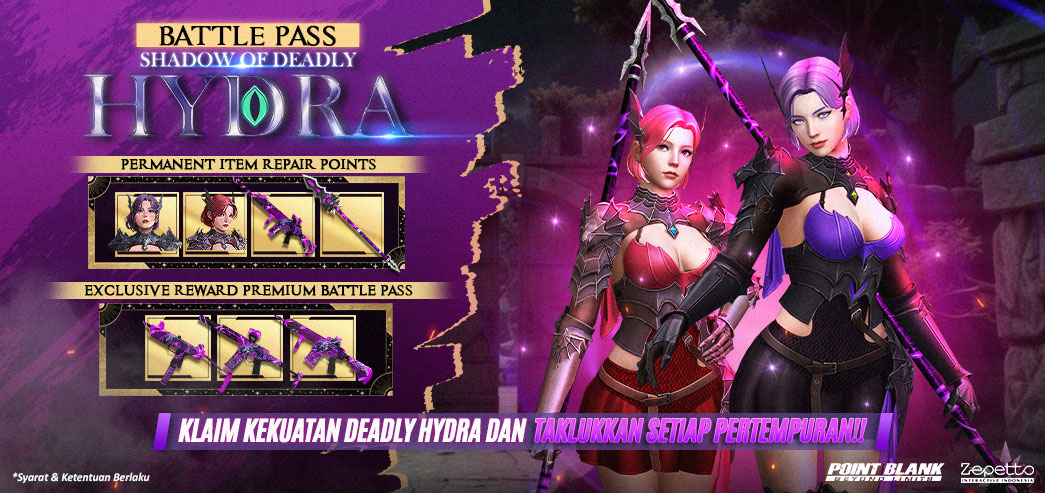 BATTLE PASS
SHADOW OF DEADLY
HYDRA
PERMANENT ITEM REPAIR POINTS
EXCLUSIVE REWARD PREMIUM BATTLE PASS
KLAIM KEKUATAN DEADLY HYDRA DAN TAKLUKKAN SETIAP PERTEMPURAN!!
*Syarat & Ketentuan Berlaku
POINT BLANK
BEYOND LIMITS
Zepetto
INTERACTIVE INDONESIA